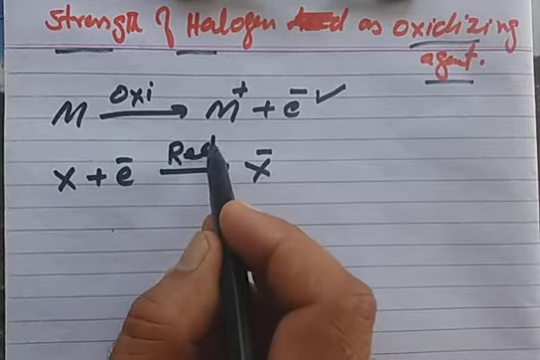 Strength of Halogen as oxidizing
agent.
M Oxi → M⁺ + ē ✓
X + ē Red → X̄